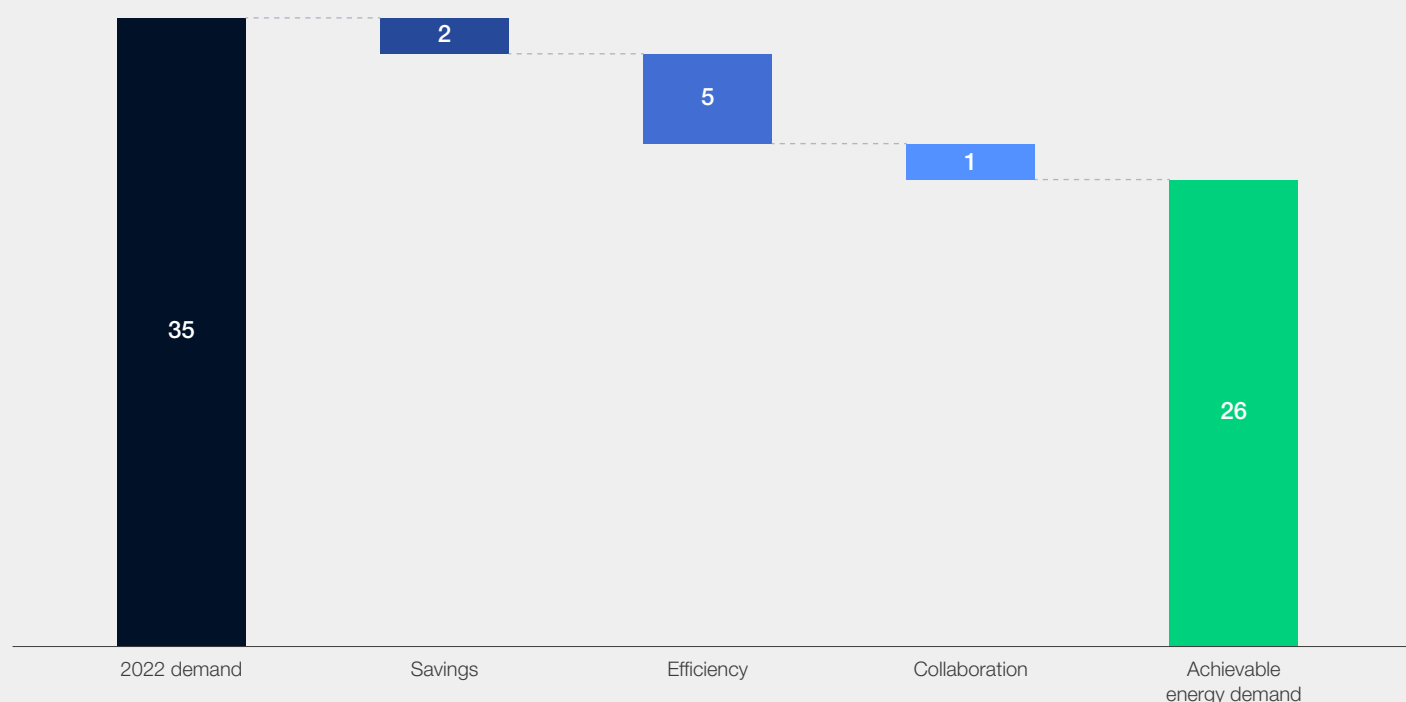 2
5
1
35
26
2022 demand
Savings
Efficiency
Collaboration
Achievable
energy demand